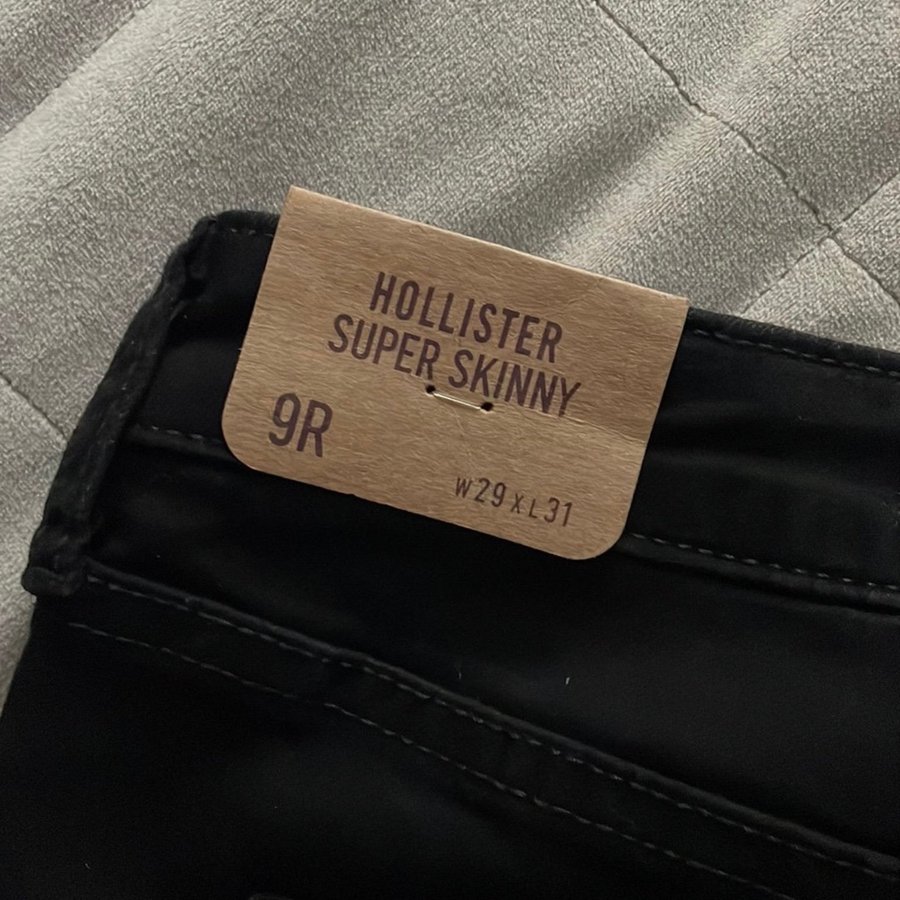 HOLLISTER
SUPER SKINNY
9R
W29 X L31